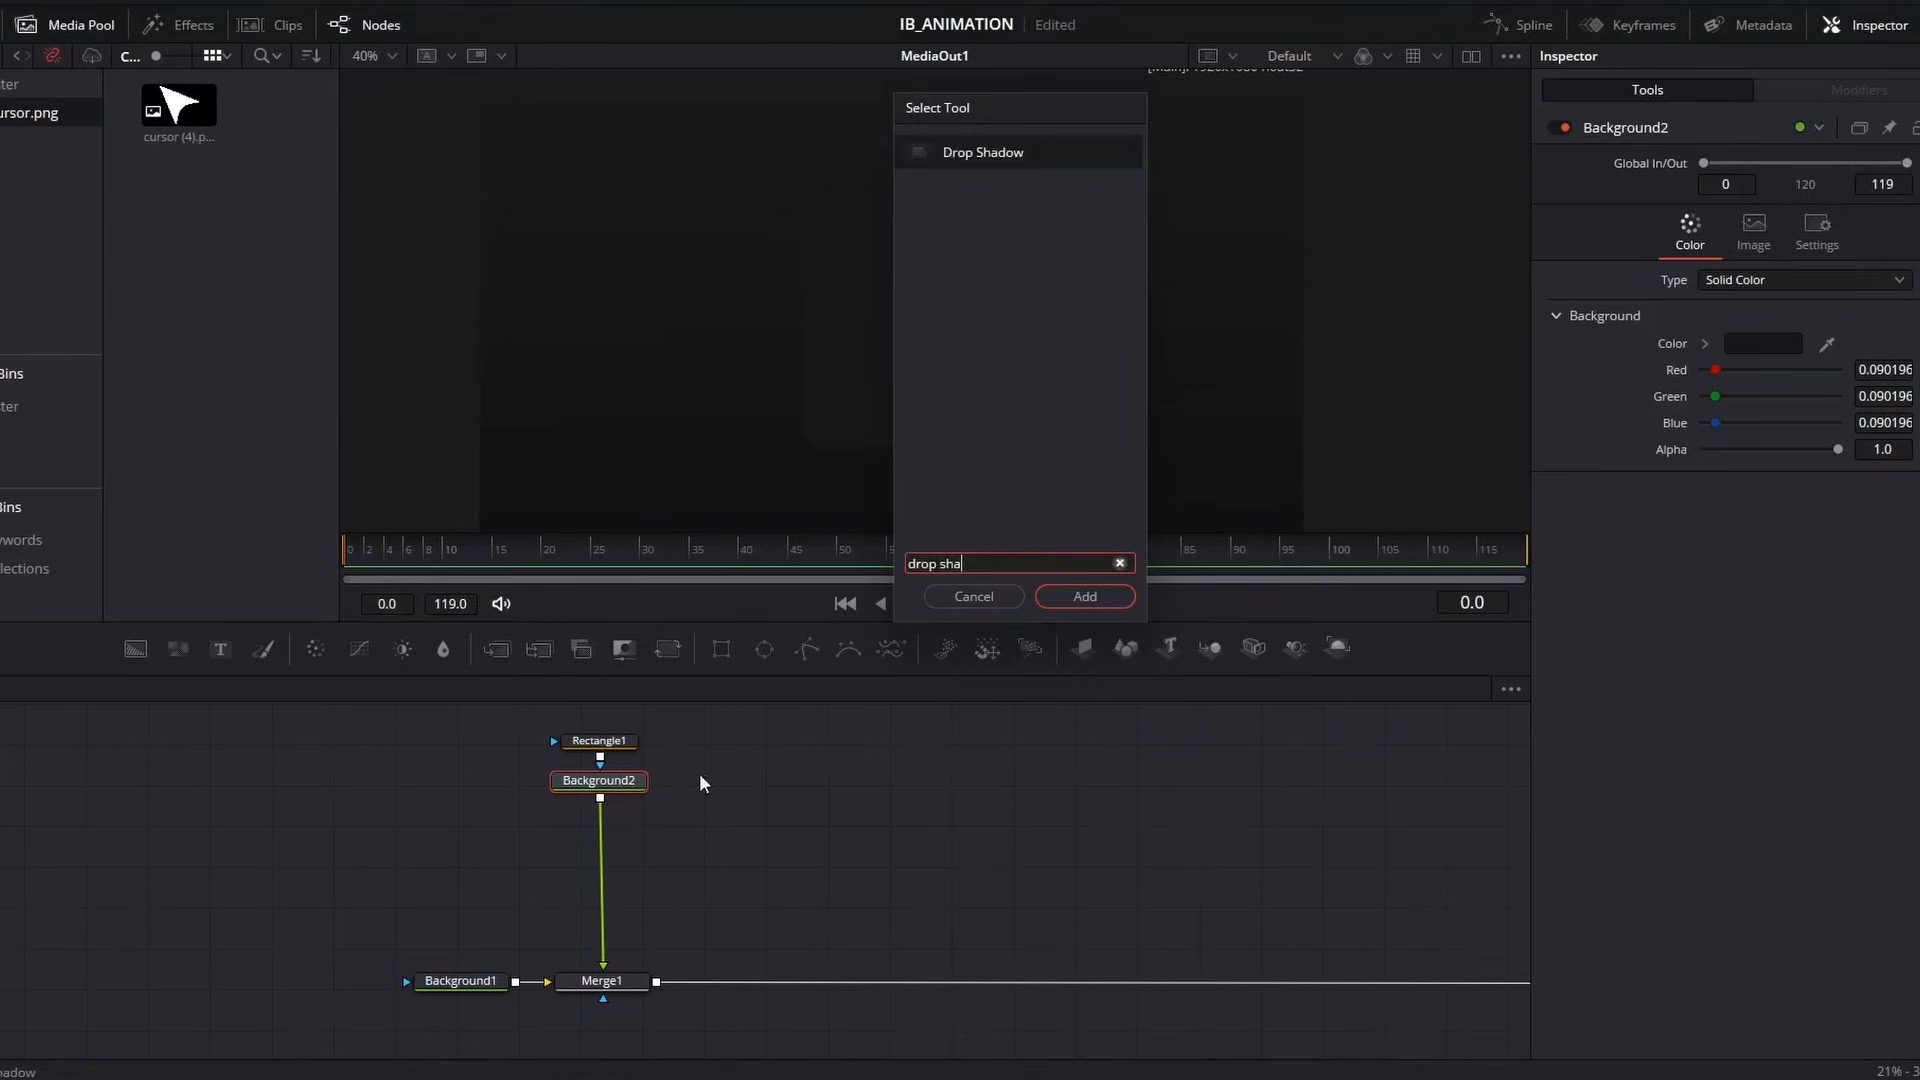 Media Pool
Effects
Clips
Nodes
IB_ANIMATION
Edited
Spline
Keyframes
Metadata
Inspector
C...
40%
MediaOut1
Default
Inspector
ter
ursor.png
cursor (4).p...
Bins
ter
Bins
ywords
lections
Select Tool
Drop Shadow
drop sha
Cancel
Add
Tools
Modifiers
Background2
Global In/Out
0
120
119
Color
Image
Settings
Type
Solid Color
Background
Color
Red
0.090196
Green
0.090196
Blue
0.090196
Alpha
1.0
0 2 4 6 8 10 15 20 25 30 35 40 45 50 85 90 95 100 105 110 115
0.0
119.0
0.0
T
Rectangle1
Background2
Background1
Merge1
adow
21% - 3